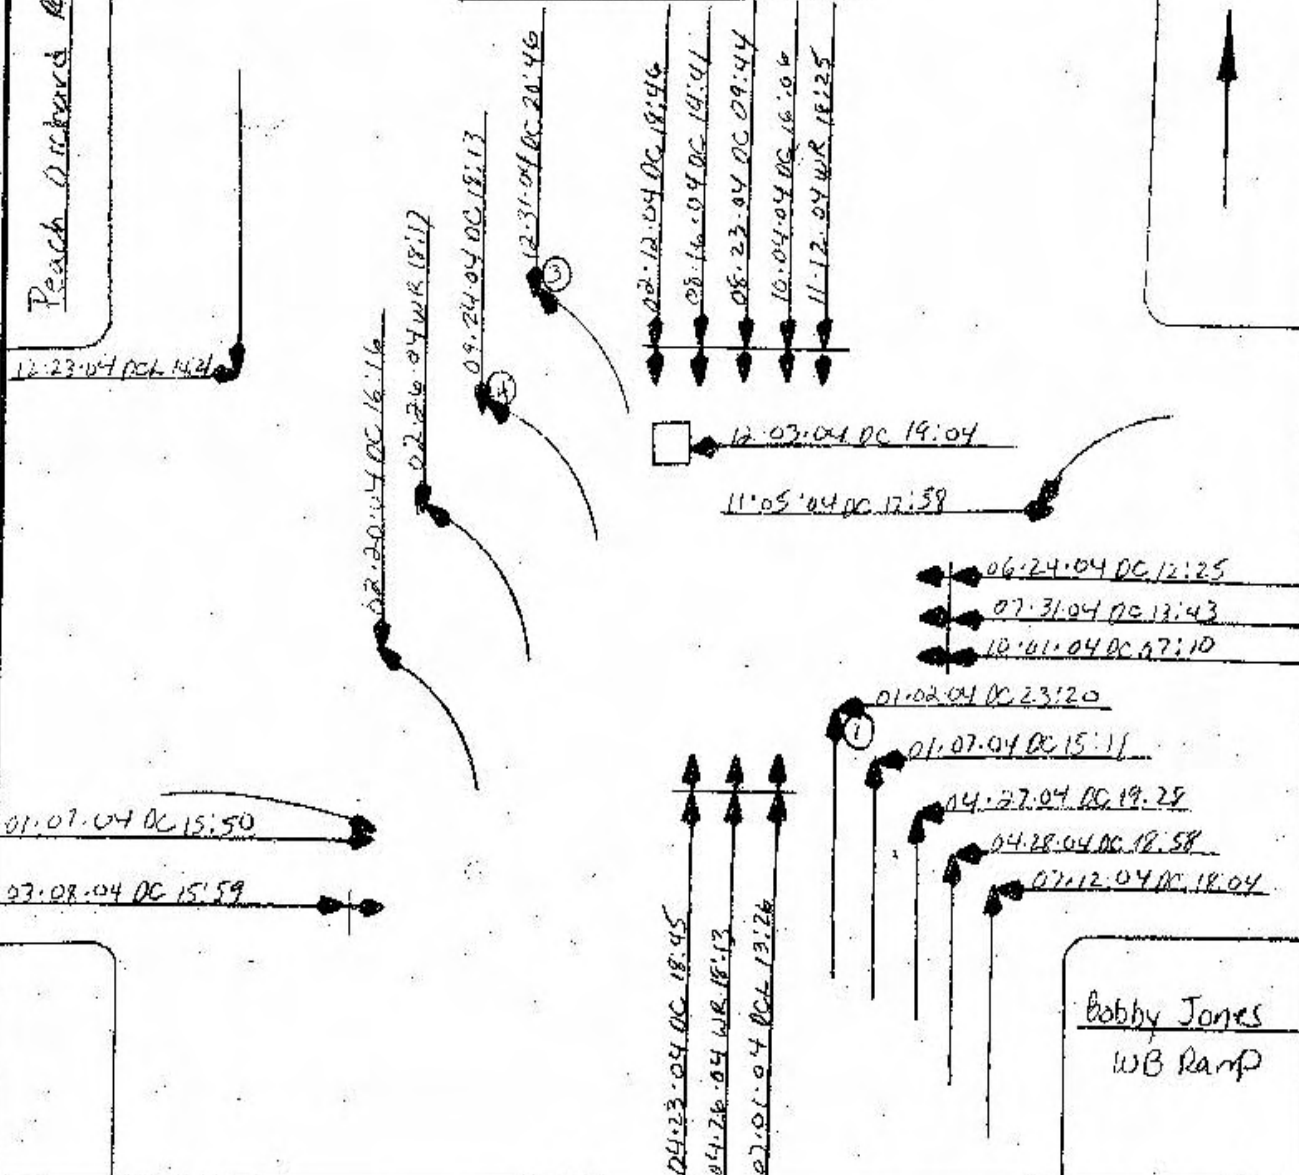 Peach Orchard
12·23·04 DCL 14:21
02·20·04 DC 16:16
02·26·04 WR 18:17
09·24·04 DC 18:13
12·31·04 DC 20:46
3
4
02·12·04 DC 18:46
08·16·04 DC 14:41
08·23·04 DC 09:44
10·04·04 DC 16:06
11·12·04 WR 18:25
12·03·04 DC 19:04
11·05·04 DC 17:58
06·24·04 DC 12:25
07·31·04 DC 13:43
10·01·04 DC 07:10
01·02·04 DC 23:20
1
01·07·04 DC 15:11
04·27·04 DC 19:28
04·28·04 DC 18:58
07·12·04 DC 18:04
01·07·04 DC 15:50
03·08·04 DC 15:59
04·23·04 DC 18:45
04·26·04 WR 18:13
07·01·04 DCL 13:26
Bobby Jones
WB Ramp